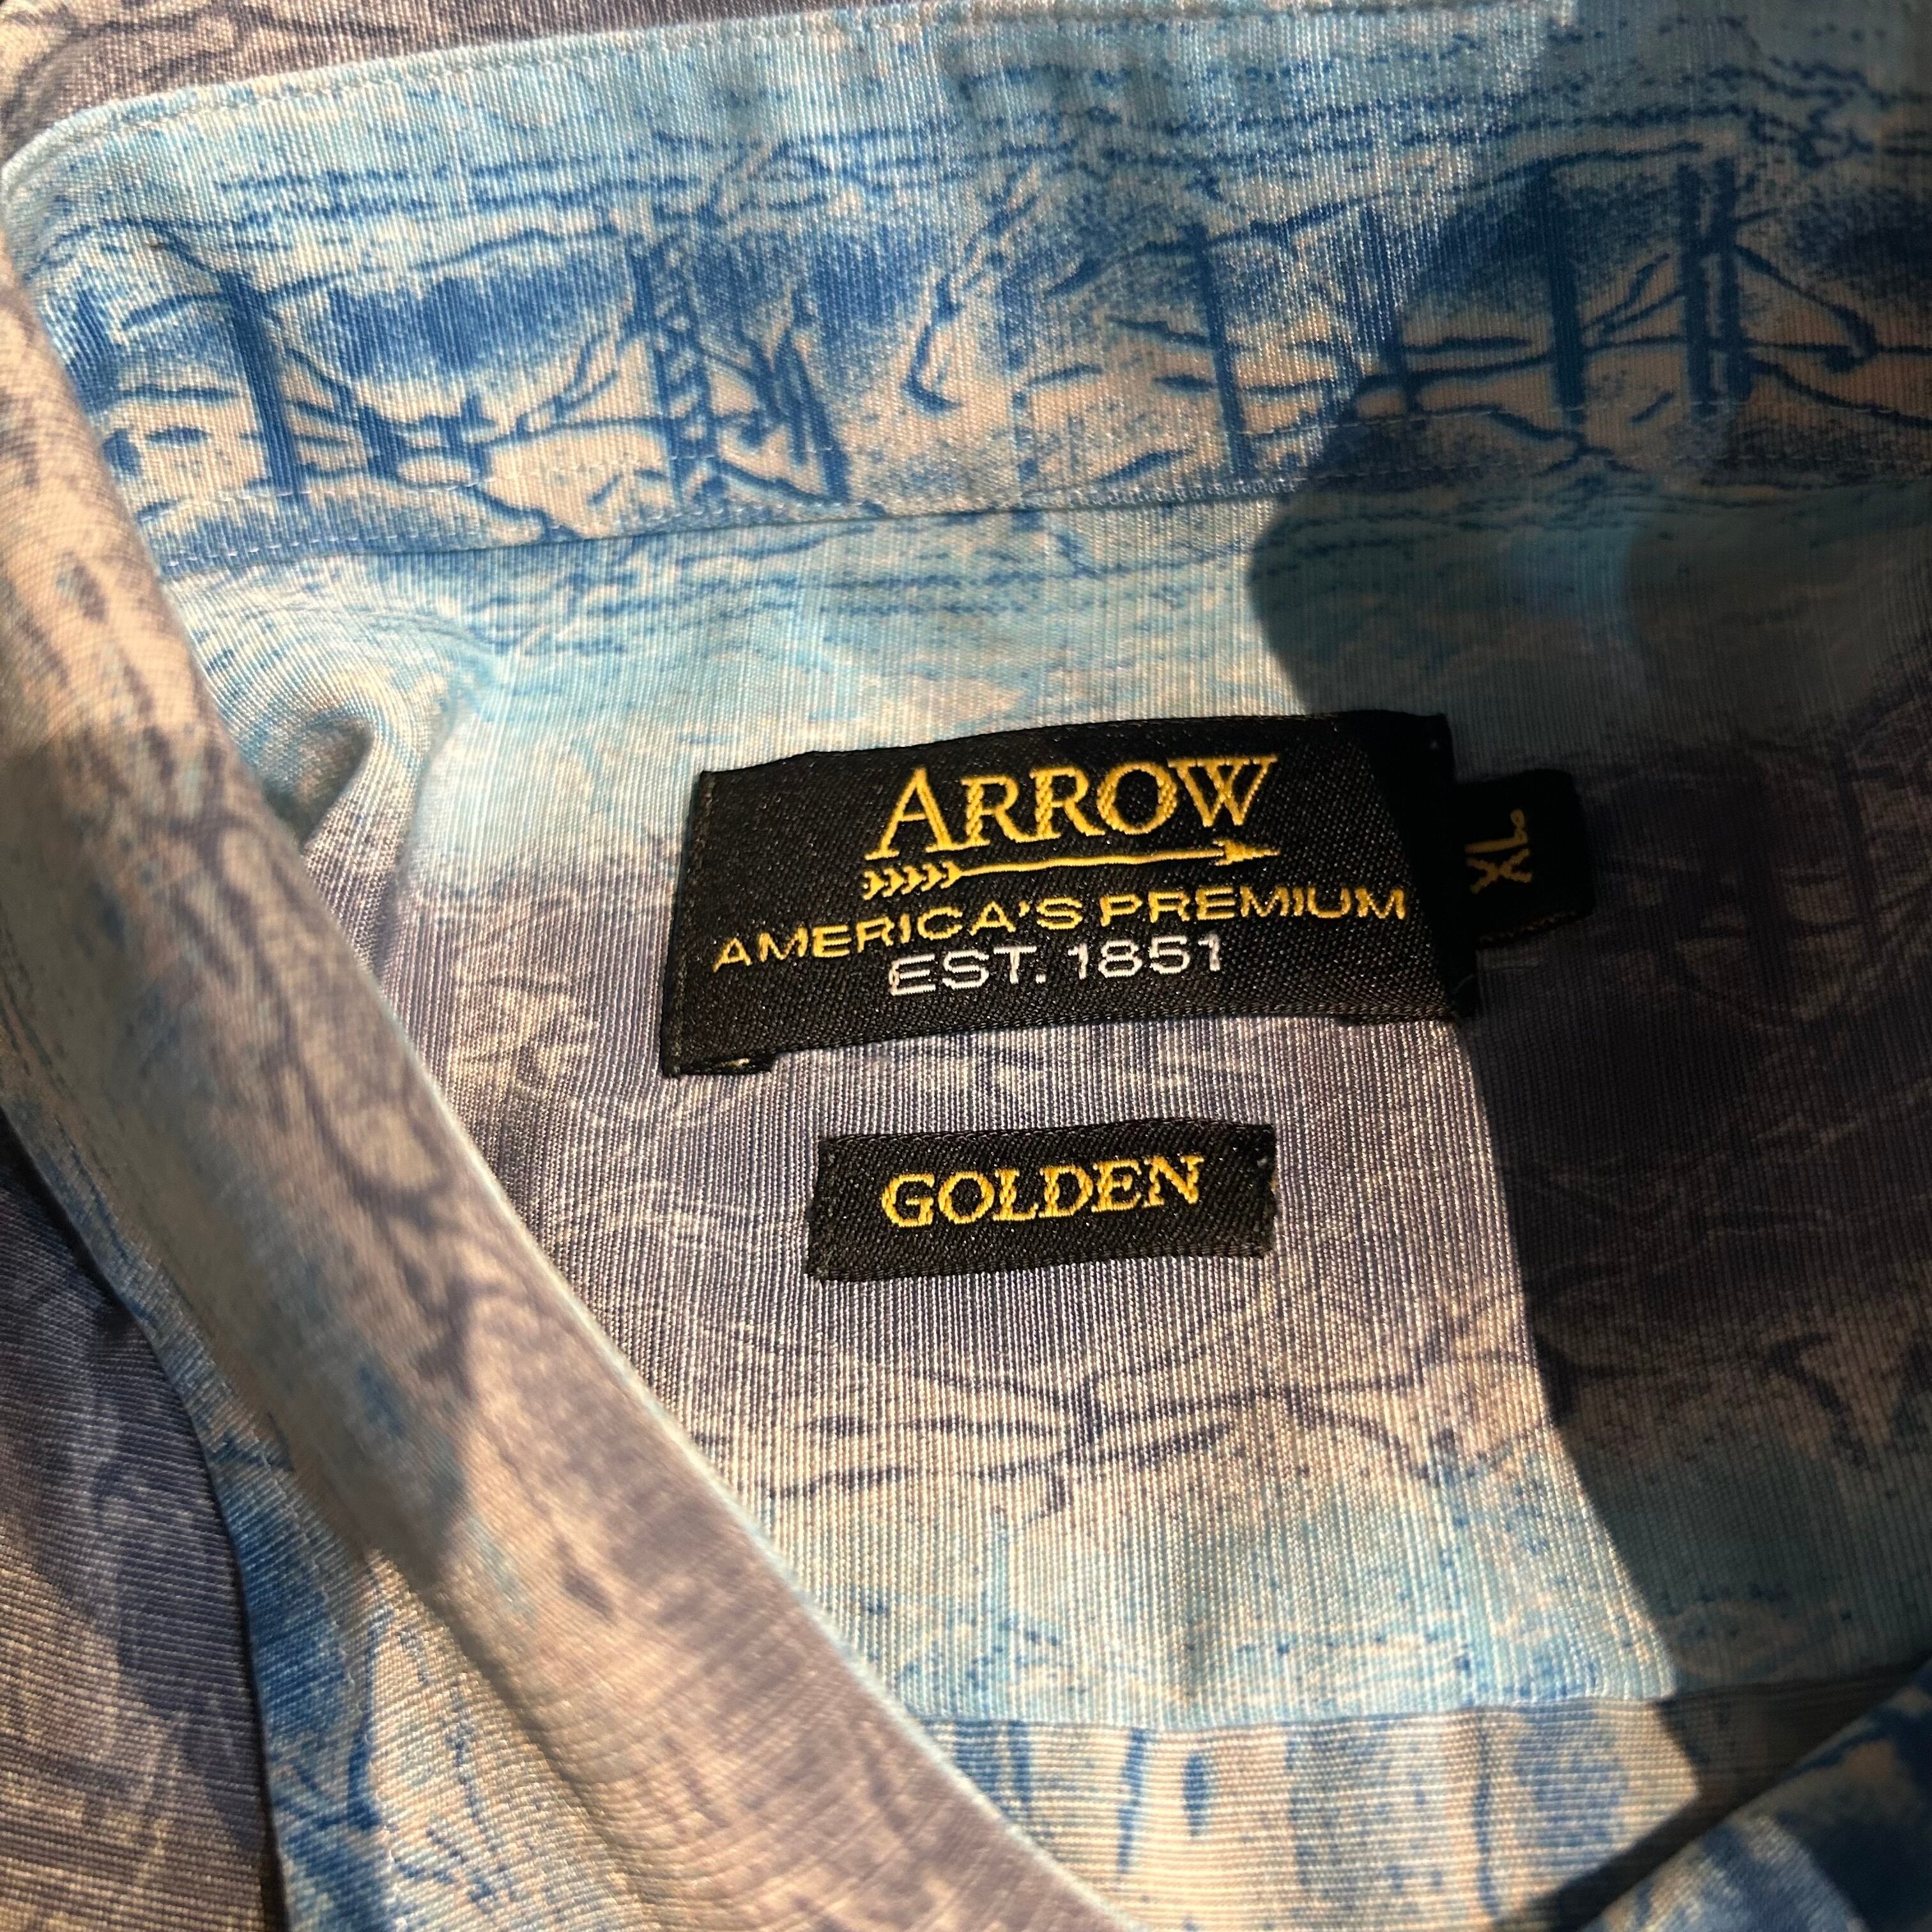 ARROW
AMERICA'S PREMIUM
EST. 1851
XL
GOLDEN